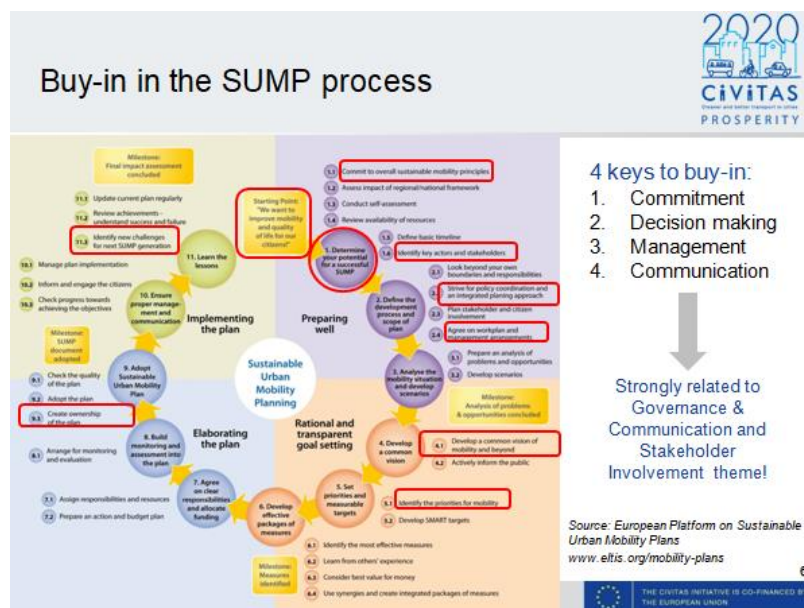 Buy-in in the SUMP process
2020
CIVITAS
Cleaner and better transport in cities
PROSPERITY
Milestone:
Final impact assessment
concluded
11.1 Update current plan regularly
11.2 Review achievements -
understand success and failure
11.3 Identify new challenges
for next SUMP generation
10.1 Manage plan implementation
10.2 Inform and engage the citizens
10.3 Check progress towards
achieving the objectives
Milestone:
SUMP
document
adopted
9.1 Check the quality
of the plan
9.2 Adopt the plan
9.3 Create ownership
of the plan
8.1 Arrange for monitoring
and evaluation
7.1 Assign responsibilities and resources
7.2 Prepare an action and budget plan
Starting Point:
"We want to
improve mobility
and quality
of life for our
citizens!"
11. Learn the
lessons
10. Ensure
proper manage-
ment and
communication
9. Adopt
Sustainable
Urban Mobility
Plan
8. Build
monitoring and
assessment into
the plan
7. Agree
on clear
responsibilities
and allocate
funding
6. Develop
effective
packages of
measures
5. Set
priorities and
measurable
targets
4. Develop
a common
vision
3. Analyse the
mobility situation
and develop
scenarios
2. Define the
development
process and
scope of
plan
1. Determine
your potential
for a successful
SUMP
Implementing
the plan
Preparing
well
Sustainable
Urban
Mobility
Planning
Elaborating
the plan
Rational and
transparent
goal setting
1.1 Commit to overall sustainable mobility principles
1.2 Assess impact of regional/national framework
1.3 Conduct self-assessment
1.4 Review availability of resources
1.5 Define basic timeline
1.6 Identify key actors and stakeholders
2.1 Look beyond your own
boundaries and responsibilities
2.2 Strive for policy coordination and
an integrated planning approach
2.3 Plan stakeholder and citizen
involvement
2.4 Agree on workplan and
management arrangements
3.1 Prepare an analysis of
problems and opportunities
3.2 Develop scenarios
Milestone:
Analysis of problems
& opportunities concluded
4.1 Develop a common vision of
mobility and beyond
4.2 Actively inform the public
5.1 Identify the priorities for mobility
5.2 Develop SMART targets
Milestone:
Measures
identified
6.1 Identify the most effective measures
6.2 Learn from others' experience
6.3 Consider best value for money
6.4 Use synergies and create integrated packages of measures
4 keys to buy-in:
1. Commitment
2. Decision making
3. Management
4. Communication
Strongly related to
Governance &
Communication and
Stakeholder
Involvement theme!
Source: European Platform on Sustainable
Urban Mobility Plans
www.eltis.org/mobility-plans
6
THE CIVITAS INITIATIVE IS CO-FINANCED BY
THE EUROPEAN UNION